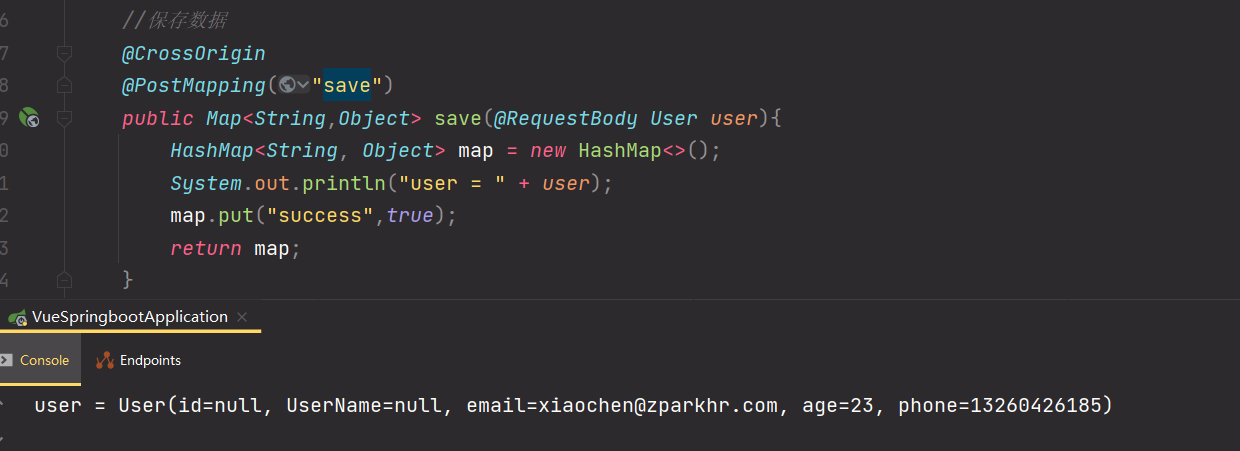 6 //保存数据
7 @CrossOrigin
8 @PostMapping("save")
9 public Map<String,Object> save(@RequestBody User user){
0 HashMap<String, Object> map = new HashMap<>();
1 System.out.println("user = " + user);
2 map.put("success",true);
3 return map;
4 }
VueSpringbootApplication ×
Console Endpoints
user = User(id=null, UserName=null, email=xiaochen@zparkhr.com, age=23, phone=13260426185)